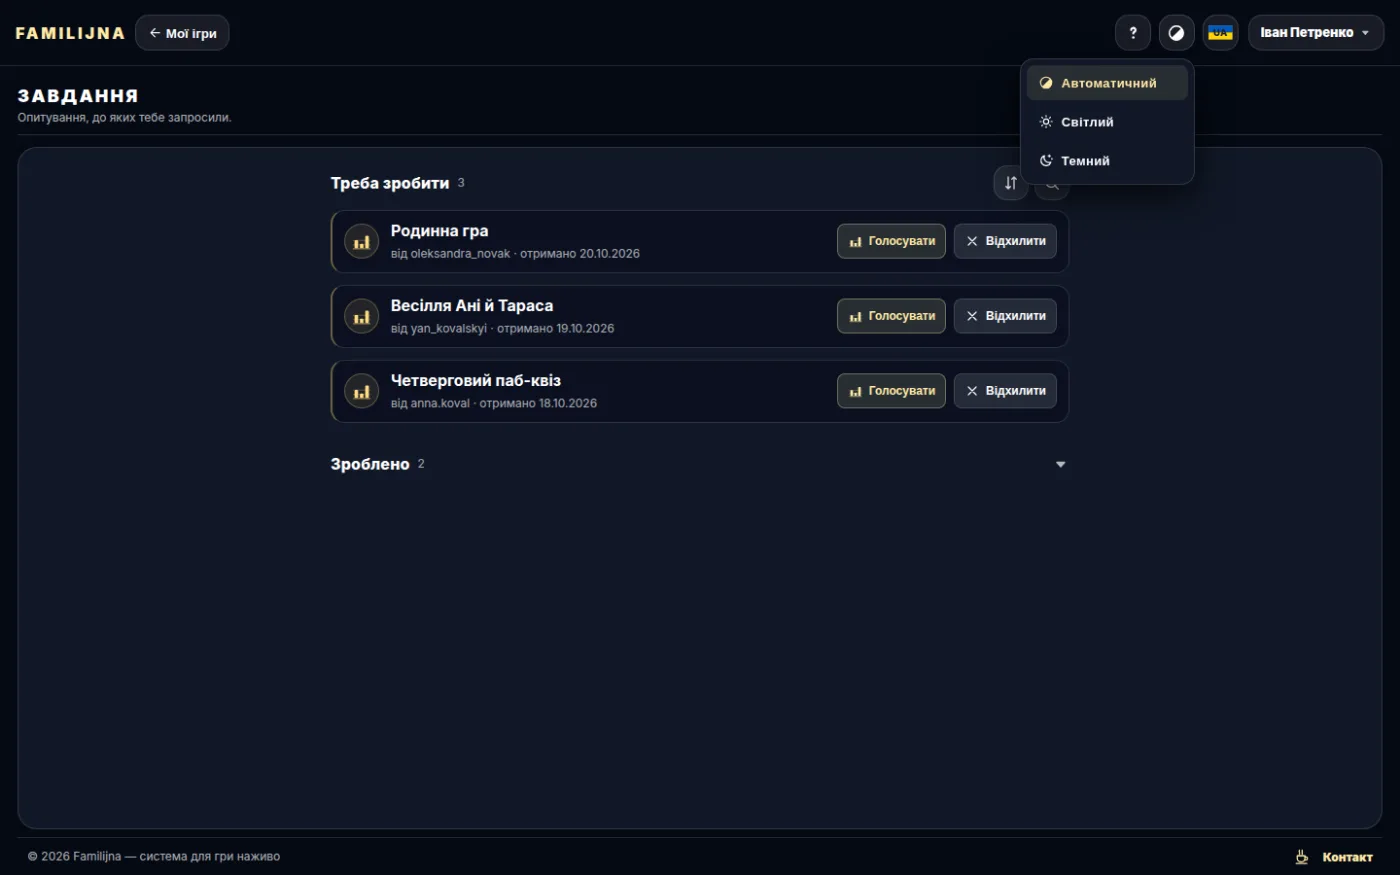 FAMILIJNA
← Мої ігри
?
UA
Іван Петренко
Автоматичний
Світлий
Темний
ЗАВДАННЯ
Опитування, до яких тебе запросили.
Треба зробити 3
Родинна гра
від oleksandra_novak · отримано 20.10.2026
Голосувати
Відхилити
Весілля Ані й Тараса
від yan_kovalskyi · отримано 19.10.2026
Голосувати
Відхилити
Четверговий паб-квіз
від anna.koval · отримано 18.10.2026
Голосувати
Відхилити
Зроблено 2
© 2026 Familijna — система для гри наживо
Контакт